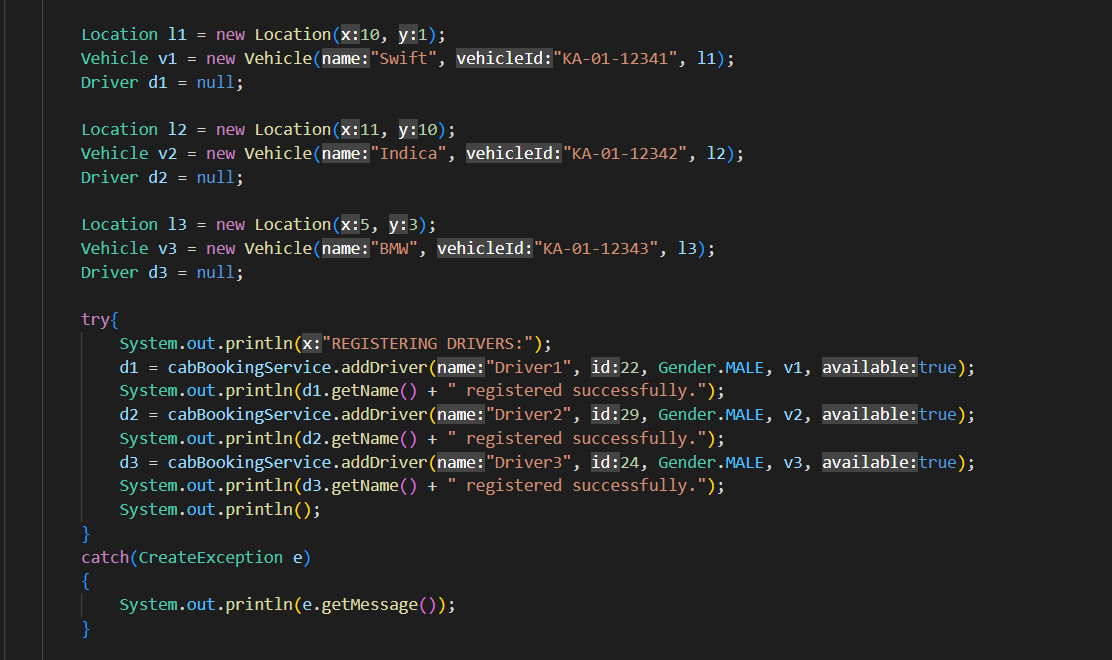 Location l1 = new Location(x:10, y:1);
Vehicle v1 = new Vehicle(name:"Swift", vehicleId:"KA-01-12341", l1);
Driver d1 = null;
Location l2 = new Location(x:11, y:10);
Vehicle v2 = new Vehicle(name:"Indica", vehicleId:"KA-01-12342", l2);
Driver d2 = null;
Location l3 = new Location(x:5, y:3);
Vehicle v3 = new Vehicle(name:"BMW", vehicleId:"KA-01-12343", l3);
Driver d3 = null;
try{
System.out.println(x:"REGISTERING DRIVERS:");
d1 = cabBookingService.addDriver(name:"Driver1", id:22, Gender.MALE, v1, available:true);
System.out.println(d1.getName() + " registered successfully.");
d2 = cabBookingService.addDriver(name:"Driver2", id:29, Gender.MALE, v2, available:true);
System.out.println(d2.getName() + " registered successfully.");
d3 = cabBookingService.addDriver(name:"Driver3", id:24, Gender.MALE, v3, available:true);
System.out.println(d3.getName() + " registered successfully.");
System.out.println();
}
catch(CreateException e)
{
System.out.println(e.getMessage());
}